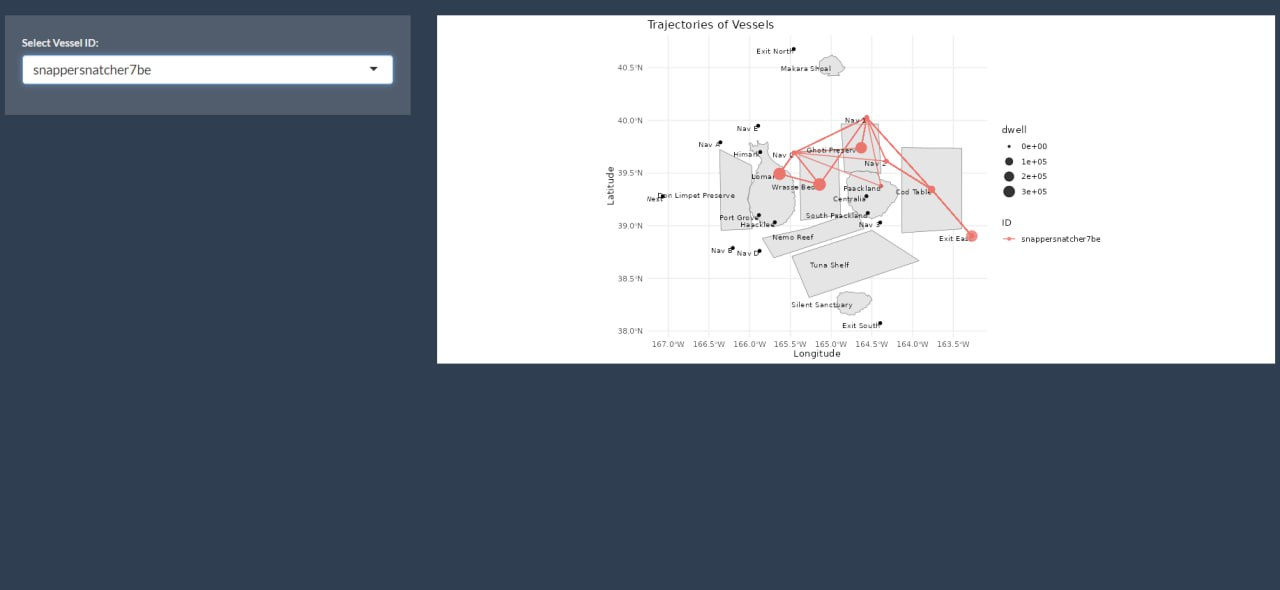 Select Vessel ID:
snappersnatcher7be
Trajectories of Vessels
Exit North
Makara Shoal
40.5°N
40.0°N
39.5°N
39.0°N
38.5°N
38.0°N
Latitude
Nav 1
Nav E
Nav A
Himark
Nav C
Ghoti Preserve
Nav 2
Lomark
Wrasse Beds
Paackland
Cod Table
Don Limpet Preserve
Centralia
Port Grove
South Paackland
Haacklee
Nav 3
Nemo Reef
Exit East
Nav B
Nav D
Tuna Shelf
Silent Sanctuary
Exit South
167.0°W 166.5°W 166.0°W 165.5°W 165.0°W 164.5°W 164.0°W 163.5°W
Longitude
dwell
0e+00
1e+05
2e+05
3e+05
ID
snappersnatcher7be